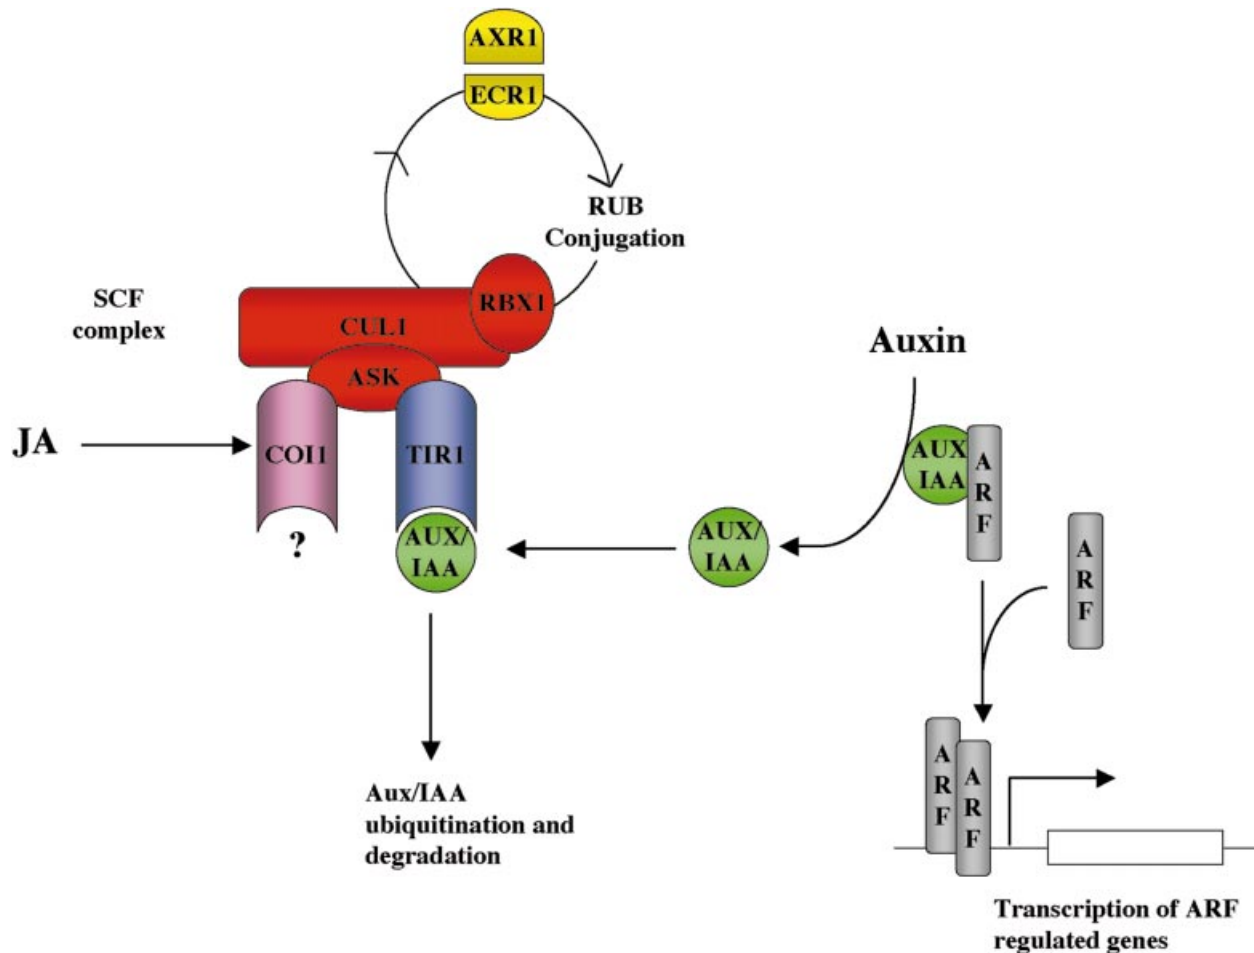 AXR1
ECR1
RUB
Conjugation
SCF
complex
RBX1
CUL1
ASK
JA
COI1
TIR1
?
AUX/
IAA
Auxin
AUX
IAA
A
R
F
AUX/
IAA
A
R
F
Aux/IAA
ubiquitination and
degradation
A
R
F
A
R
F
Transcription of ARF
regulated genes